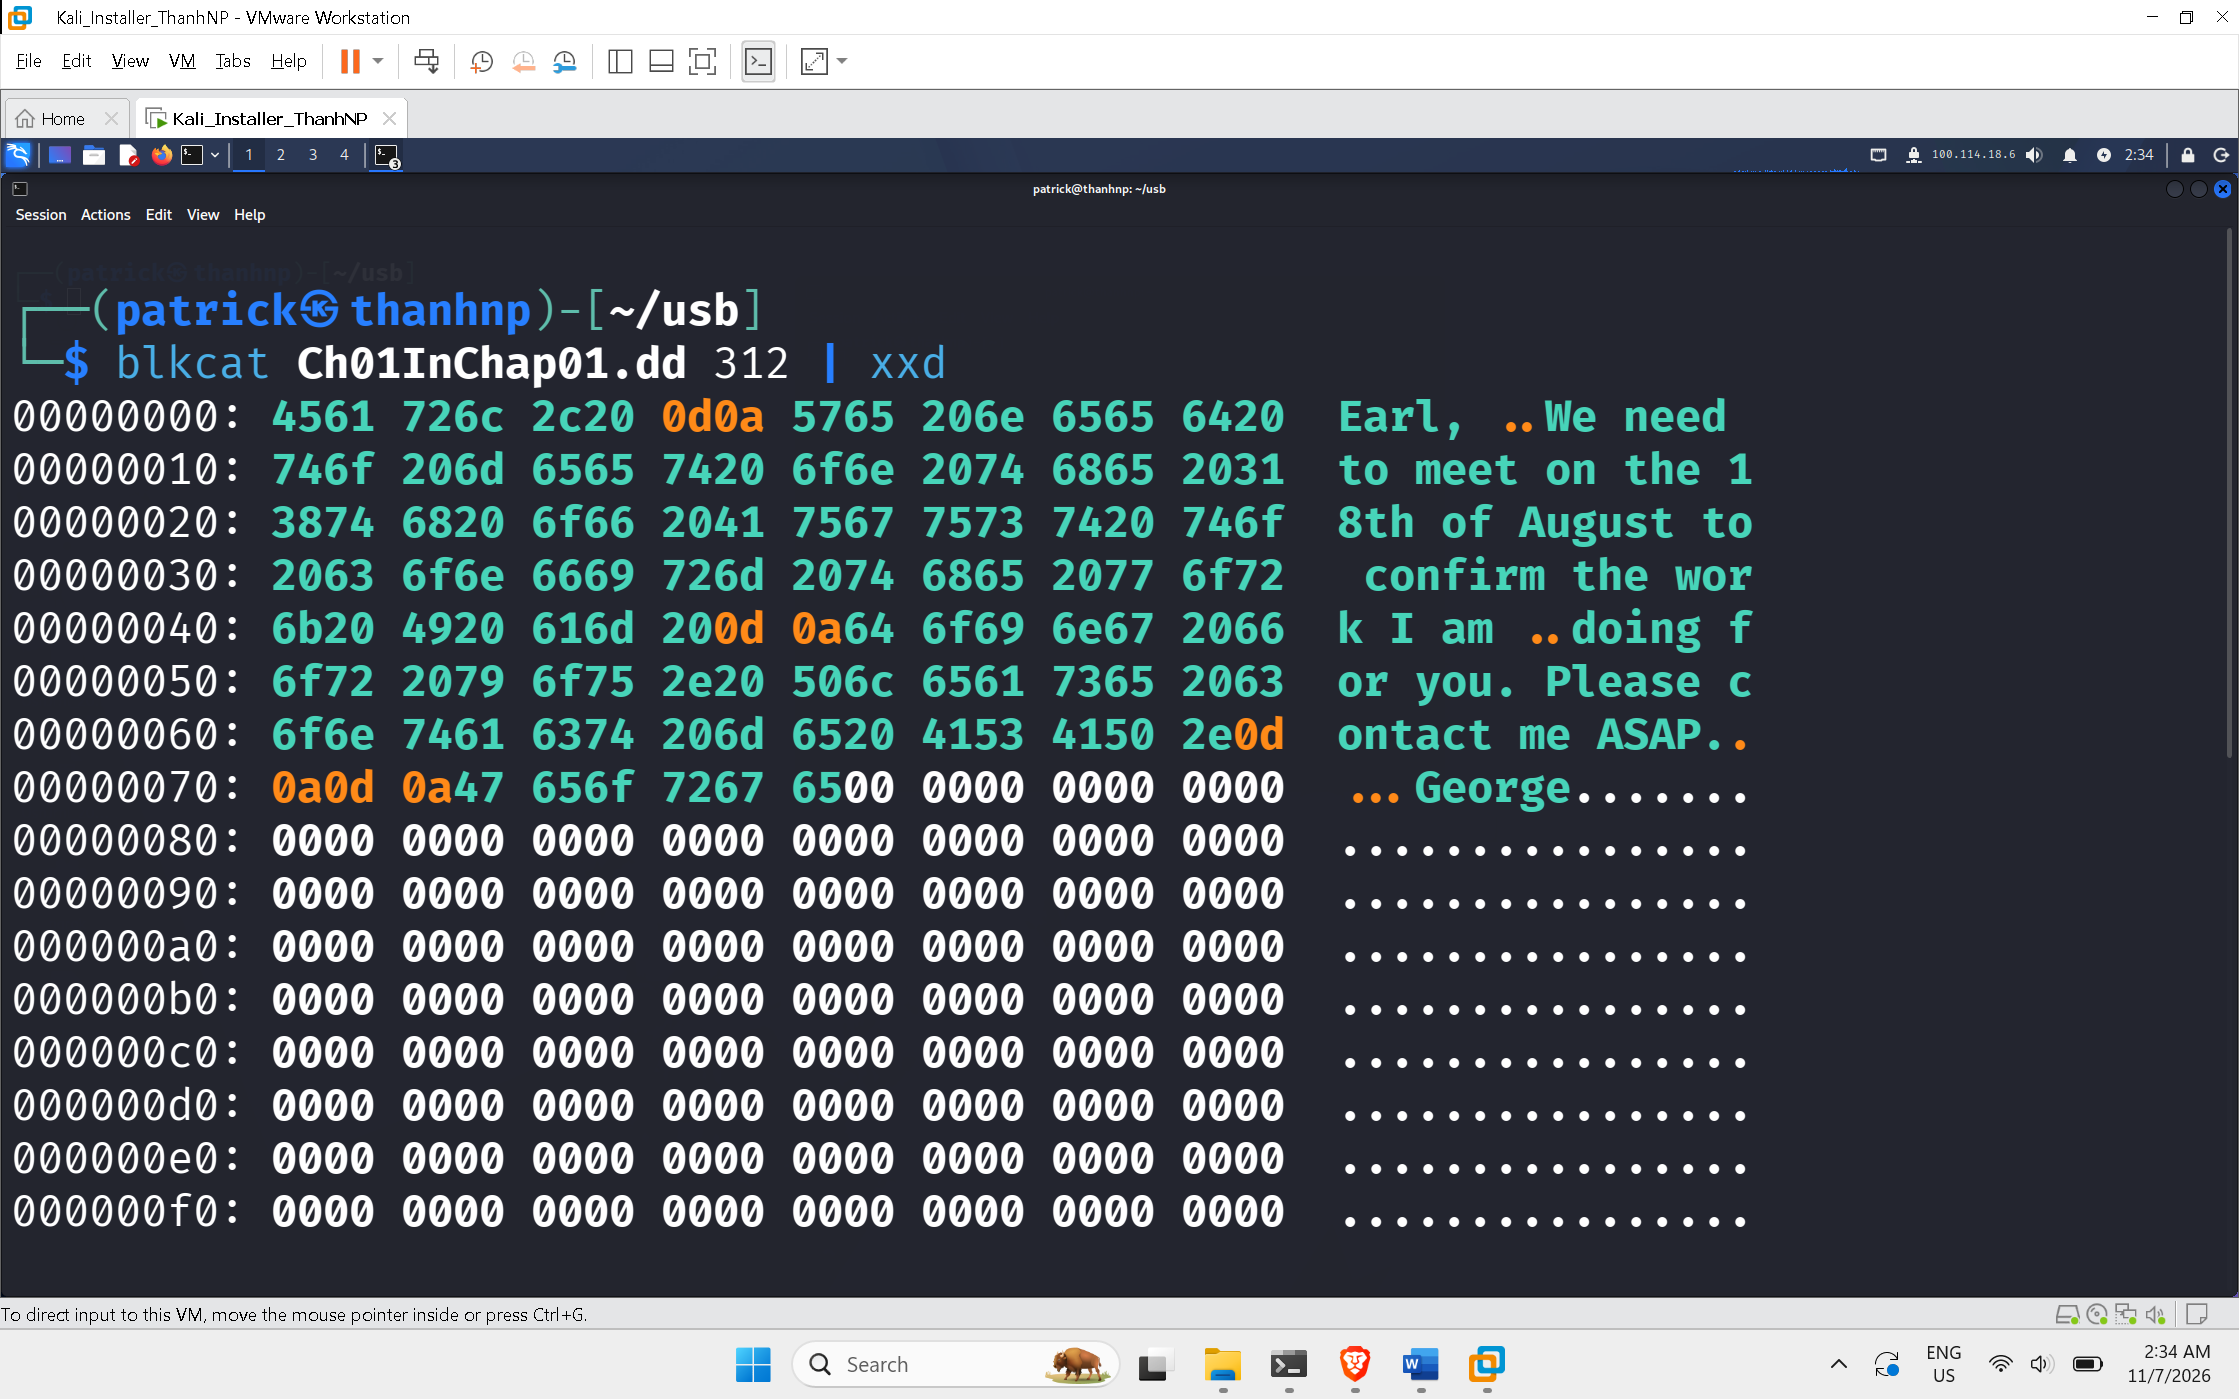 Kali_Installer_ThanhNP - VMware Workstation
File Edit View VM Tabs Help
Home Kali_Installer_ThanhNP
1 2 3 4 3 100.114.18.6 2:34
patrick@thanhnp: ~/usb
Session Actions Edit View Help
(patrick㉿thanhnp)-[~/usb]
┌──(patrick㉿thanhnp)-[~/usb]
└─$ blkcat Ch01InChap01.dd 312 | xxd
00000000: 4561 726c 2c20 0d0a 5765 206e 6565 6420  Earl, ..We need
00000010: 746f 206d 6565 7420 6f6e 2074 6865 2031  to meet on the 1
00000020: 3874 6820 6f66 2041 7567 7573 7420 746f  8th of August to
00000030: 2063 6f6e 6669 726d 2074 6865 2077 6f72   confirm the wor
00000040: 6b20 4920 616d 200d 0a64 6f69 6e67 2066  k I am ..doing f
00000050: 6f72 2079 6f75 2e20 506c 6561 7365 2063  or you. Please c
00000060: 6f6e 7461 6374 206d 6520 4153 4150 2e0d  ontact me ASAP..
00000070: 0a0d 0a47 656f 7267 6500 0000 0000 0000  ...George.......
00000080: 0000 0000 0000 0000 0000 0000 0000 0000  ................
00000090: 0000 0000 0000 0000 0000 0000 0000 0000  ................
000000a0: 0000 0000 0000 0000 0000 0000 0000 0000  ................
000000b0: 0000 0000 0000 0000 0000 0000 0000 0000  ................
000000c0: 0000 0000 0000 0000 0000 0000 0000 0000  ................
000000d0: 0000 0000 0000 0000 0000 0000 0000 0000  ................
000000e0: 0000 0000 0000 0000 0000 0000 0000 0000  ................
000000f0: 0000 0000 0000 0000 0000 0000 0000 0000  ................
To direct input to this VM, move the mouse pointer inside or press Ctrl+G.
Search
ENG
US
2:34 AM
11/7/2026